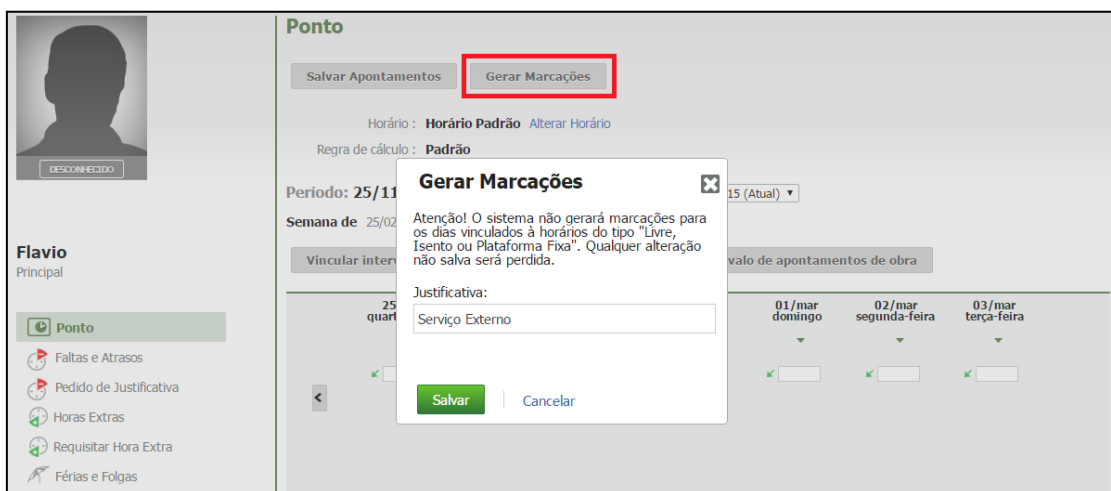 Ponto
Salvar Apontamentos
Gerar Marcações
Horário : Horário Padrão Alterar Horário
Regra de cálculo : Padrão
DESCONHECIDO
Período: 25/11
15 (Atual)
Semana de 25/02
Gerar Marcações
Atenção! O sistema não gerará marcações para
os dias vinculados à horários do tipo "Livre,
Isento ou Plataforma Fixa". Qualquer alteração
não salva será perdida.
Justificativa:
Serviço Externo
Salvar
Cancelar
Flavio
Principal
Vincular interv
valo de apontamentos de obra
25
quart
01/mar
domingo
02/mar
segunda-feira
03/mar
terça-feira
Ponto
Faltas e Atrasos
Pedido de Justificativa
Horas Extras
Requisitar Hora Extra
Férias e Folgas